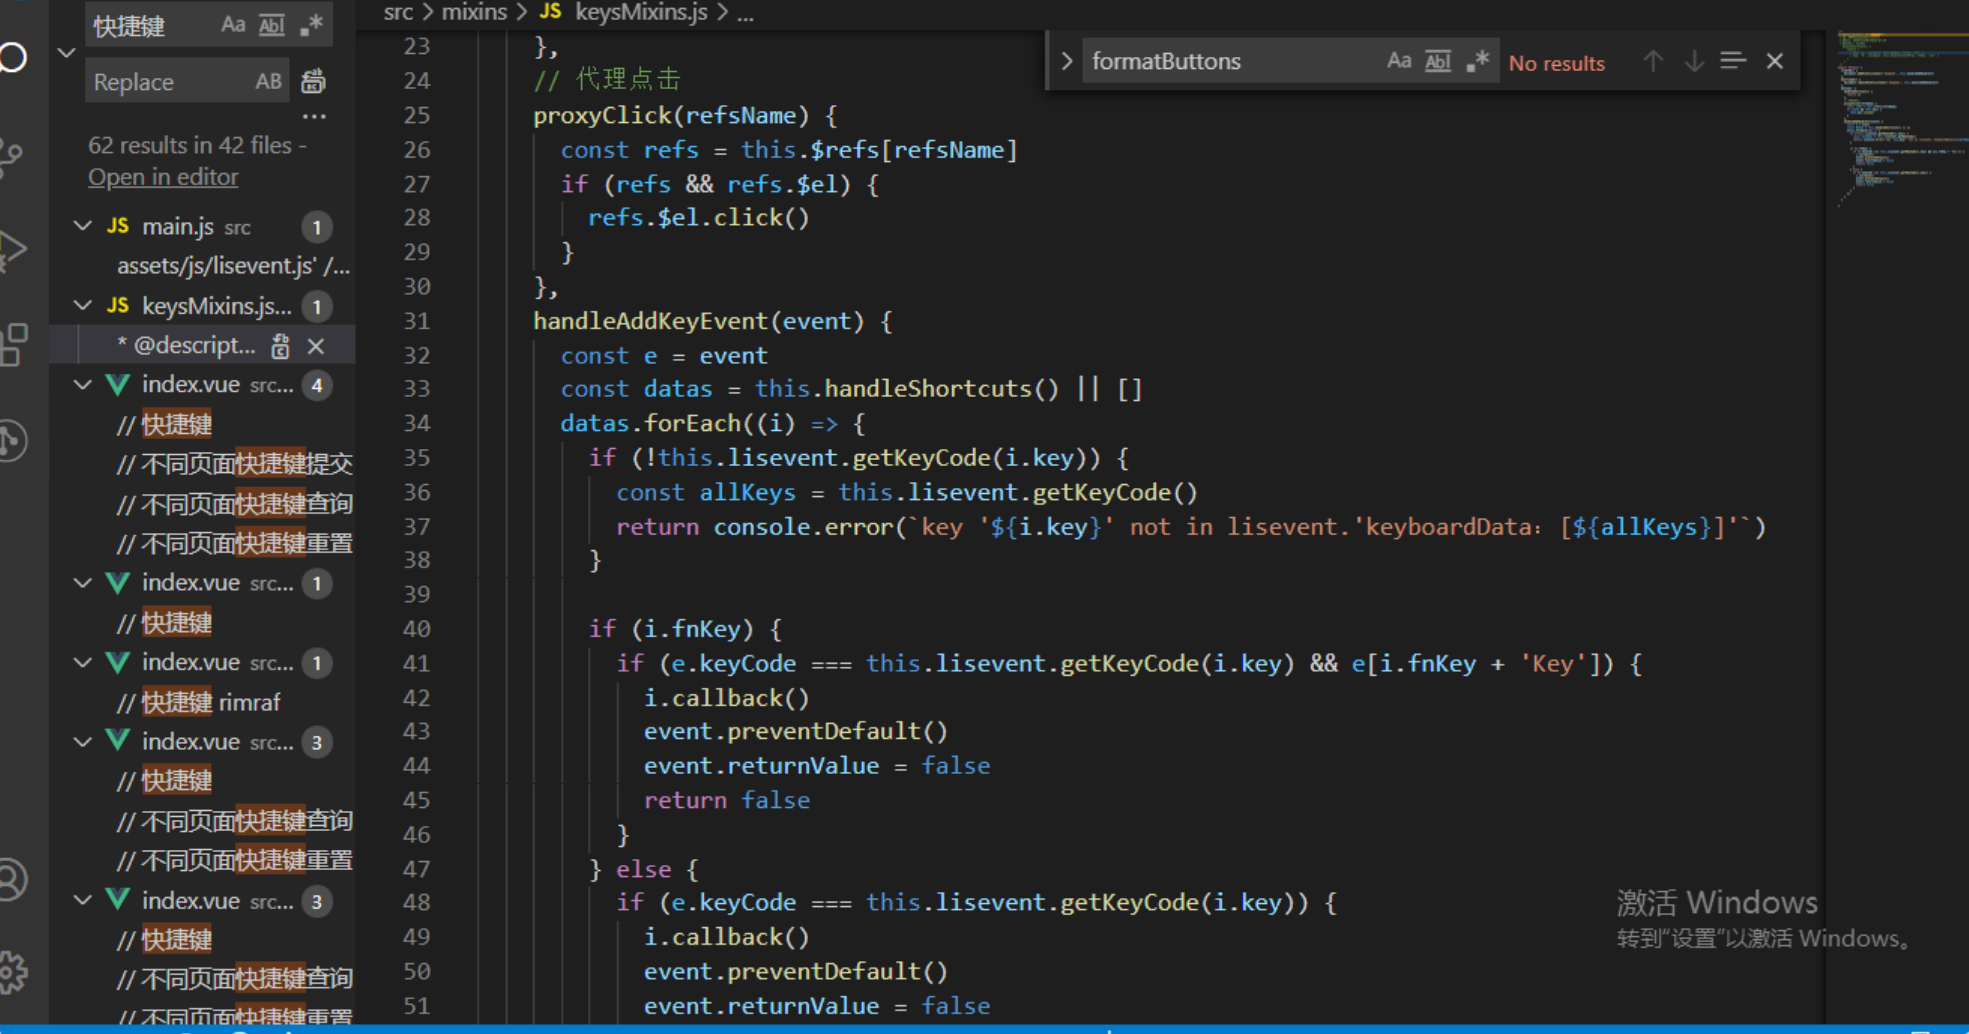 快捷键
Replace
62 results in 42 files -
Open in editor
main.js src 1
assets/js/lisevent.js' /...
keysMixins.js... 1
* @descript...
index.vue src... 4
// 快捷键
// 不同页面快捷键提交
// 不同页面快捷键查询
// 不同页面快捷键重置
index.vue src... 1
// 快捷键
index.vue src... 1
// 快捷键 rimraf
index.vue src... 3
// 快捷键
// 不同页面快捷键查询
// 不同页面快捷键重置
index.vue src... 3
// 快捷键
// 不同页面快捷键查询
// 不同页面快捷键重置
src > mixins > JS keysMixins.js > ...
formatButtons
No results
23 },
24 // 代理点击
25 proxyClick(refsName) {
26 const refs = this.$refs[refsName]
27 if (refs && refs.$el) {
28 refs.$el.click()
29 }
30 },
31 handleAddKeyEvent(event) {
32 const e = event
33 const datas = this.handleShortcuts() || []
34 datas.forEach((i) => {
35 if (!this.lisevent.getKeyCode(i.key)) {
36 const allKeys = this.lisevent.getKeyCode()
37 return console.error(`key '${i.key}' not in lisevent.'keyboardData：[${allKeys}]'`)
38 }
39
40 if (i.fnKey) {
41 if (e.keyCode === this.lisevent.getKeyCode(i.key) && e[i.fnKey + 'Key']) {
42 i.callback()
43 event.preventDefault()
44 event.returnValue = false
45 return false
46 }
47 } else {
48 if (e.keyCode === this.lisevent.getKeyCode(i.key)) {
49 i.callback()
50 event.preventDefault()
51 event.returnValue = false
激活 Windows
转到“设置”以激活 Windows。